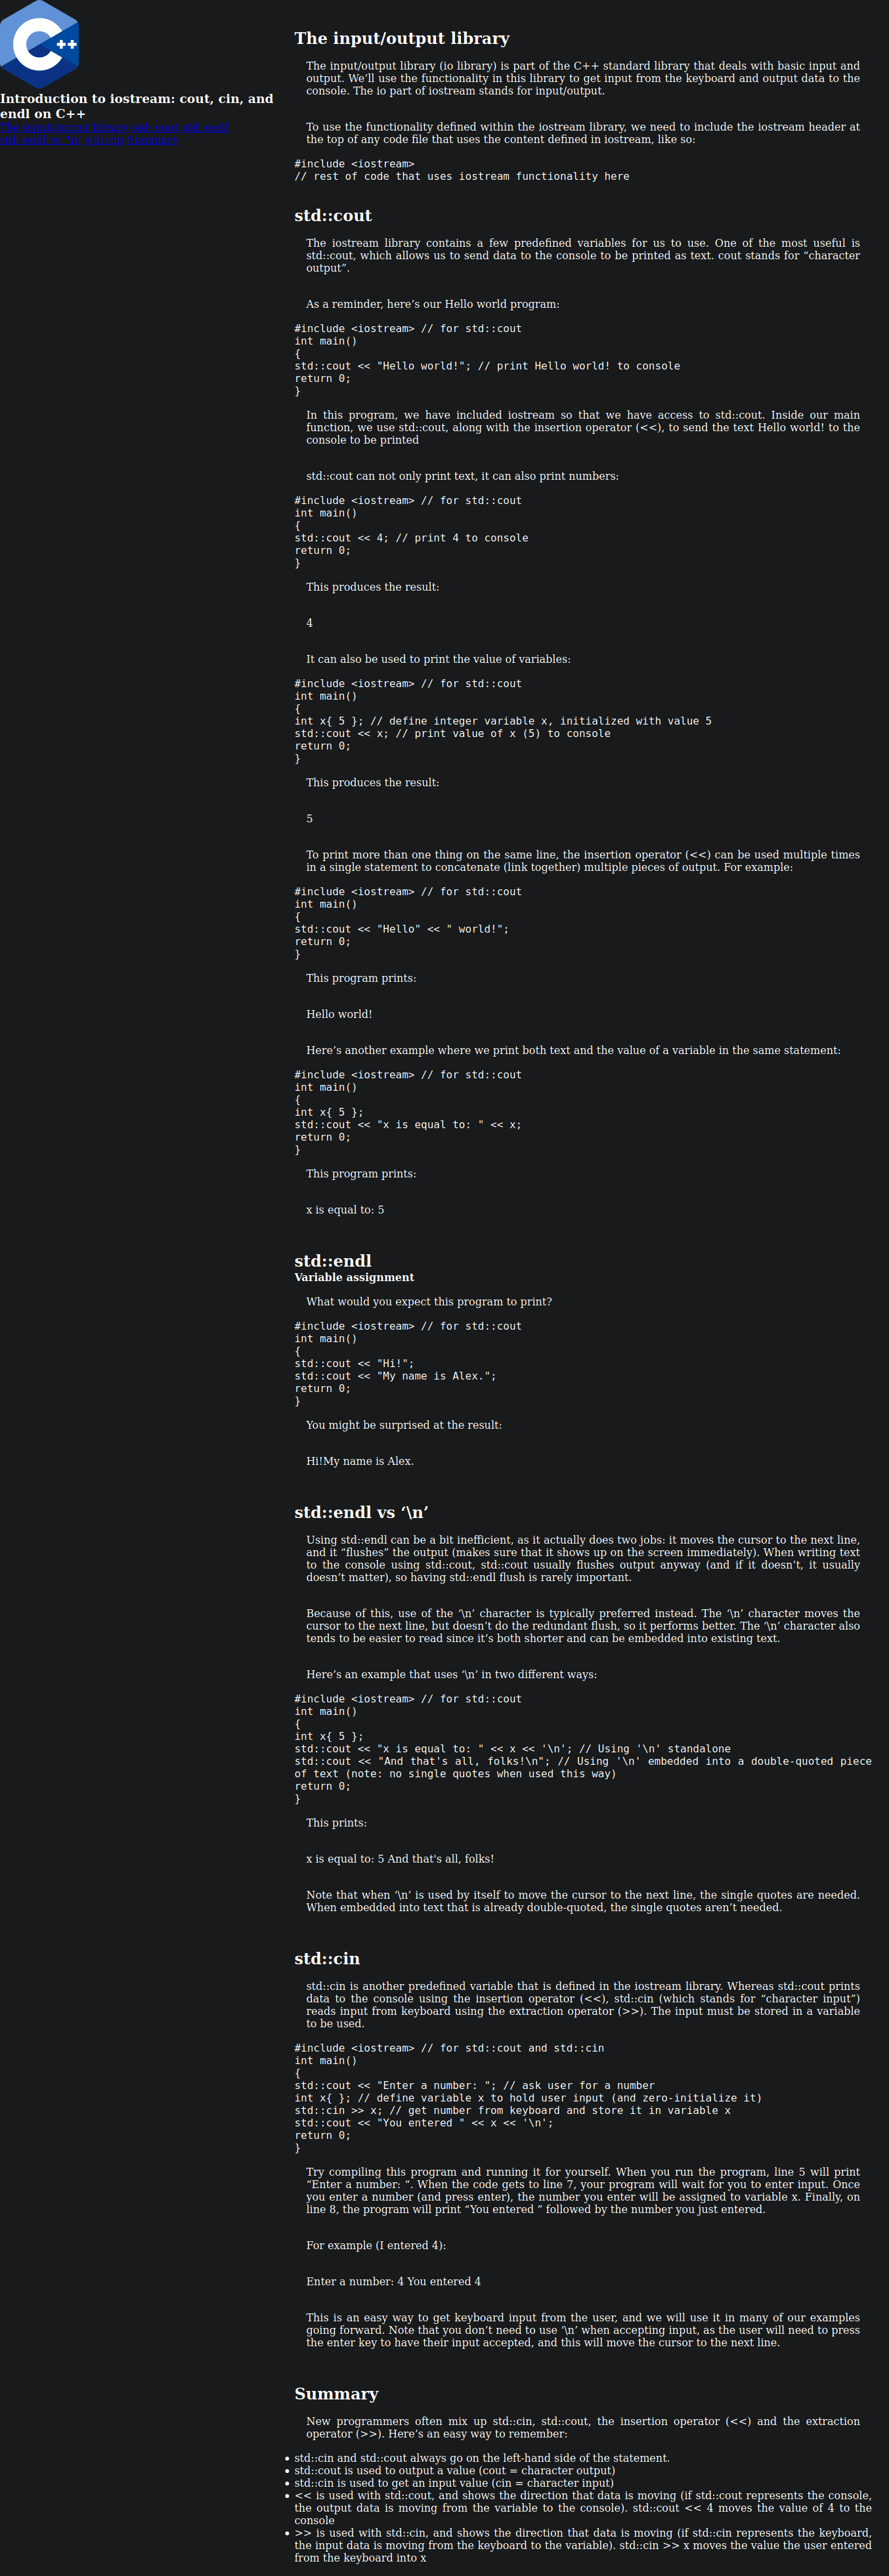 C++
Introduction to iostream: cout, cin, and
endl on C++
The input/output library std::cout std::endl
std::endl vs '\n' std::cin Summary
The input/output library
The input/output library (io library) is part of the C++ standard library that deals with basic input and
output. We’ll use the functionality in this library to get input from the keyboard and output data to the
console. The io part of iostream stands for input/output.
To use the functionality defined within the iostream library, we need to include the iostream header at
the top of any code file that uses the content defined in iostream, like so:
#include <iostream>
// rest of code that uses iostream functionality here
std::cout
The iostream library contains a few predefined variables for us to use. One of the most useful is
std::cout, which allows us to send data to the console to be printed as text. cout stands for “character
output”.
As a reminder, here’s our Hello world program:
#include <iostream> // for std::cout
int main()
{
std::cout << "Hello world!"; // print Hello world! to console
return 0;
}
In this program, we have included iostream so that we have access to std::cout. Inside our main
function, we use std::cout, along with the insertion operator (<<), to send the text Hello world! to the
console to be printed
std::cout can not only print text, it can also print numbers:
#include <iostream> // for std::cout
int main()
{
std::cout << 4; // print 4 to console
return 0;
}
This produces the result:
4
It can also be used to print the value of variables:
#include <iostream> // for std::cout
int main()
{
int x{ 5 }; // define integer variable x, initialized with value 5
std::cout << x; // print value of x (5) to console
return 0;
}
This produces the result:
5
To print more than one thing on the same line, the insertion operator (<<) can be used multiple times
in a single statement to concatenate (link together) multiple pieces of output. For example:
#include <iostream> // for std::cout
int main()
{
std::cout << "Hello" << " world!";
return 0;
}
This program prints:
Hello world!
Here’s another example where we print both text and the value of a variable in the same statement:
#include <iostream> // for std::cout
int main()
{
int x{ 5 };
std::cout << "x is equal to: " << x;
return 0;
}
This program prints:
x is equal to: 5
std::endl
Variable assignment
What would you expect this program to print?
#include <iostream> // for std::cout
int main()
{
std::cout << "Hi!";
std::cout << "My name is Alex.";
return 0;
}
You might be surprised at the result:
Hi!My name is Alex.
std::endl vs ‘\n’
Using std::endl can be a bit inefficient, as it actually does two jobs: it moves the cursor to the next line,
and it “flushes” the output (makes sure that it shows up on the screen immediately). When writing text
to the console using std::cout, std::cout usually flushes output anyway (and if it doesn’t, it usually
doesn’t matter), so having std::endl flush is rarely important.
Because of this, use of the ‘\n’ character is typically preferred instead. The ‘\n’ character moves the
cursor to the next line, but doesn’t do the redundant flush, so it performs better. The ‘\n’ character also
tends to be easier to read since it’s both shorter and can be embedded into existing text.
Here’s an example that uses ‘\n’ in two different ways:
#include <iostream> // for std::cout
int main()
{
int x{ 5 };
std::cout << "x is equal to: " << x << '\n'; // Using '\n' standalone
std::cout << "And that's all, folks!\n"; // Using '\n' embedded into a double-quoted piece
of text (note: no single quotes when used this way)
return 0;
}
This prints:
x is equal to: 5 And that's all, folks!
Note that when ‘\n’ is used by itself to move the cursor to the next line, the single quotes are needed.
When embedded into text that is already double-quoted, the single quotes aren’t needed.
std::cin
std::cin is another predefined variable that is defined in the iostream library. Whereas std::cout prints
data to the console using the insertion operator (<<), std::cin (which stands for “character input”)
reads input from keyboard using the extraction operator (>>). The input must be stored in a variable
to be used.
#include <iostream> // for std::cout and std::cin
int main()
{
std::cout << "Enter a number: "; // ask user for a number
int x{ }; // define variable x to hold user input (and zero-initialize it)
std::cin >> x; // get number from keyboard and store it in variable x
std::cout << "You entered " << x << '\n';
return 0;
}
Try compiling this program and running it for yourself. When you run the program, line 5 will print
“Enter a number: “. When the code gets to line 7, your program will wait for you to enter input. Once
you enter a number (and press enter), the number you enter will be assigned to variable x. Finally, on
line 8, the program will print “You entered ” followed by the number you just entered.
For example (I entered 4):
Enter a number: 4 You entered 4
This is an easy way to get keyboard input from the user, and we will use it in many of our examples
going forward. Note that you don’t need to use ‘\n’ when accepting input, as the user will need to press
the enter key to have their input accepted, and this will move the cursor to the next line.
Summary
New programmers often mix up std::cin, std::cout, the insertion operator (<<) and the extraction
operator (>>). Here’s an easy way to remember:
• std::cin and std::cout always go on the left-hand side of the statement.
• std::cout is used to output a value (cout = character output)
• std::cin is used to get an input value (cin = character input)
• << is used with std::cout, and shows the direction that data is moving (if std::cout represents the console,
the output data is moving from the variable to the console). std::cout << 4 moves the value of 4 to the
console
• >> is used with std::cin, and shows the direction that data is moving (if std::cin represents the keyboard,
the input data is moving from the keyboard to the variable). std::cin >> x moves the value the user entered
from the keyboard into x